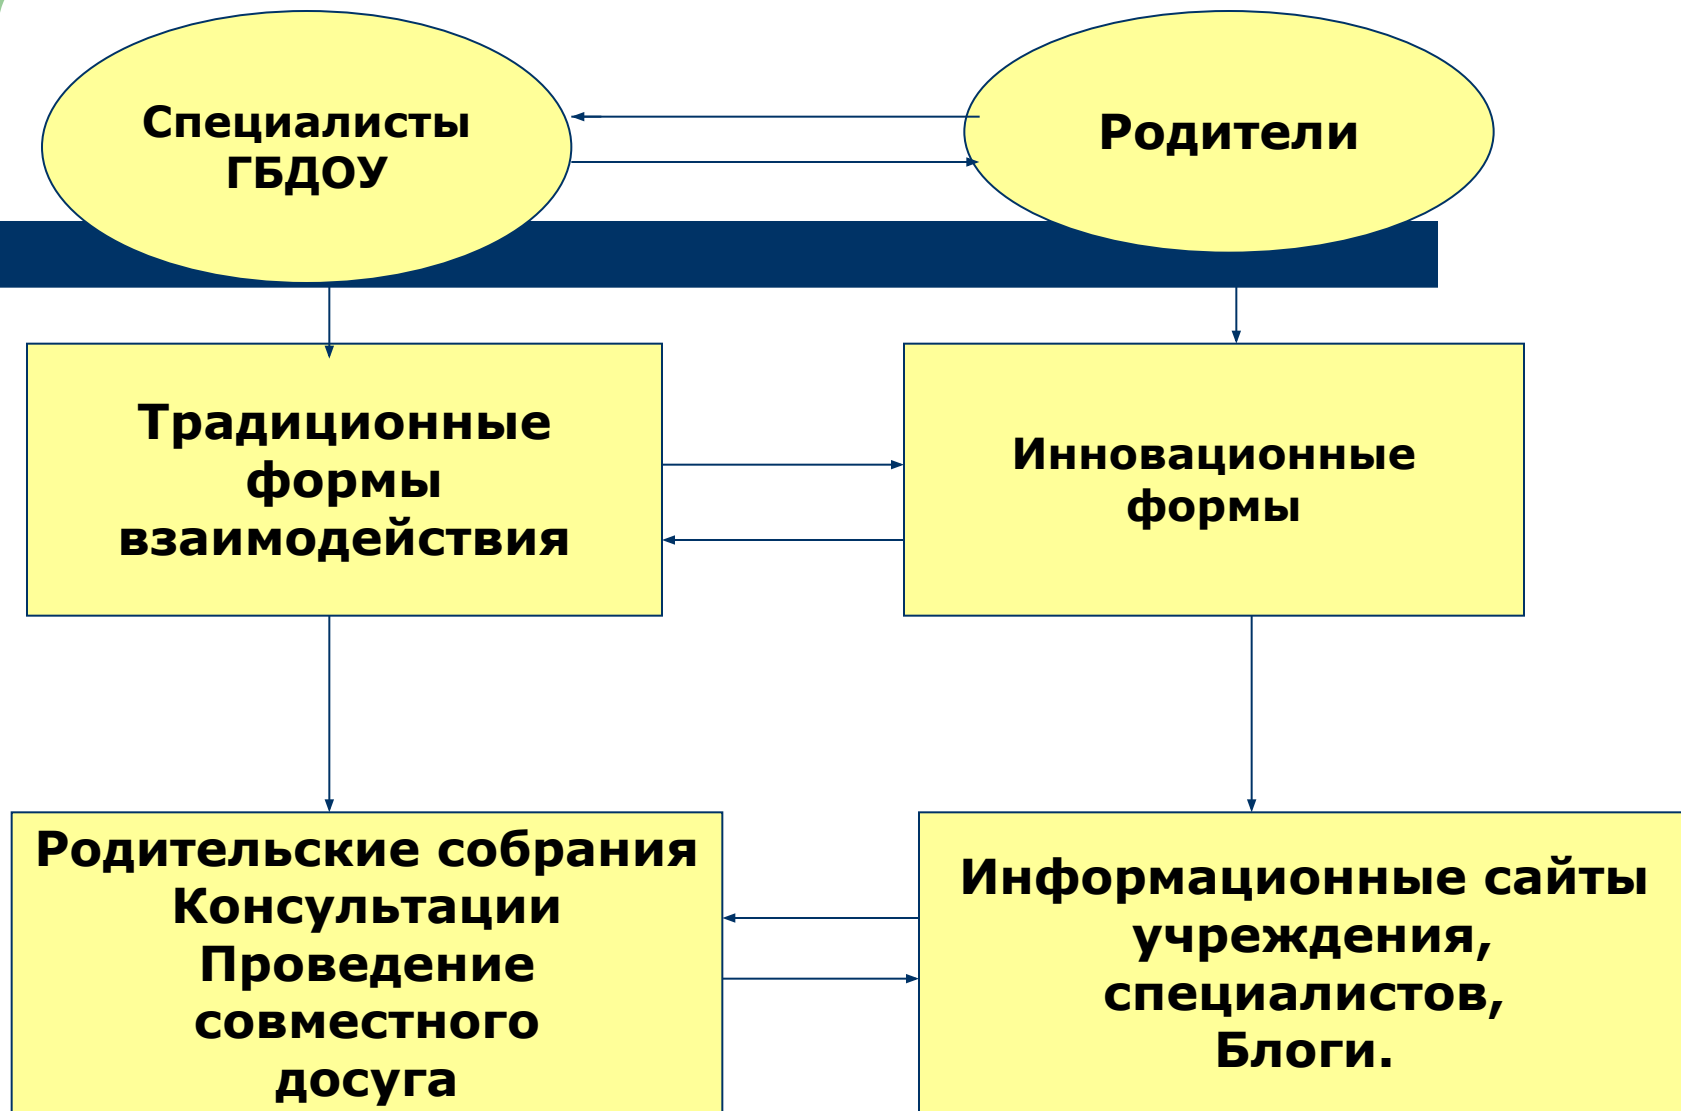 Специалисты
ГБДОУ
Родители
Традиционные
формы
взаимодействия
Инновационные
формы
Родительские собрания
Консультации
Проведение
совместного
досуга
Информационные сайты
учреждения,
специалистов,
Блоги.